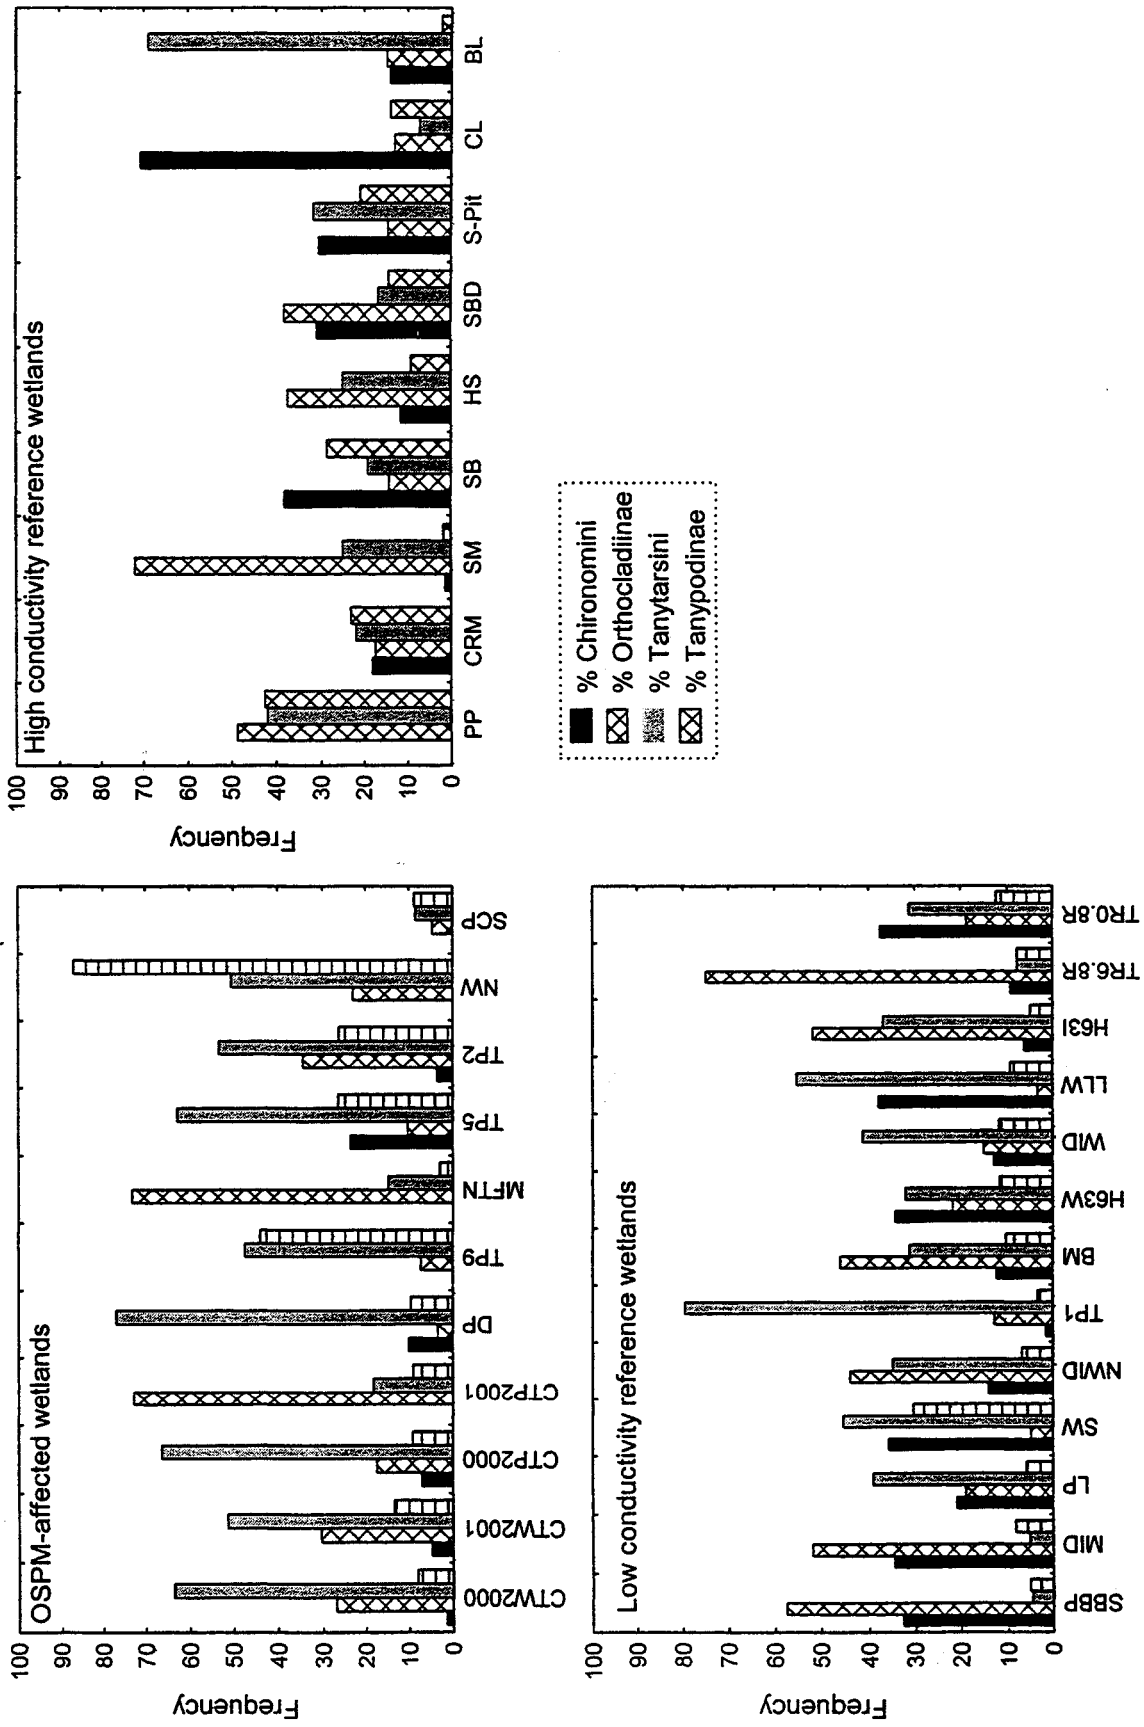 OSPM-affected wetlands
Frequency
100
90
80
70
60
50
40
30
20
10
0
CTW2000
CTW2001
CTP2000
CTP2001
DP
TP9
MFTN
TP5
TP2
NW
SCP
High conductivity reference wetlands
Frequency
100
90
80
70
60
50
40
30
20
10
0
PP
CRM
SM
SB
HS
SBD
S-Pit
CL
BL
Low conductivity reference wetlands
Frequency
100
90
80
70
60
50
40
30
20
10
0
SBBP
MID
LP
SW
NWID
TP1
BM
H63W
WID
LLW
H63I
TR6.8R
TR0.8R
% Chironomini
% Orthocladiinae
% Tanytarsini
% Tanypodinae